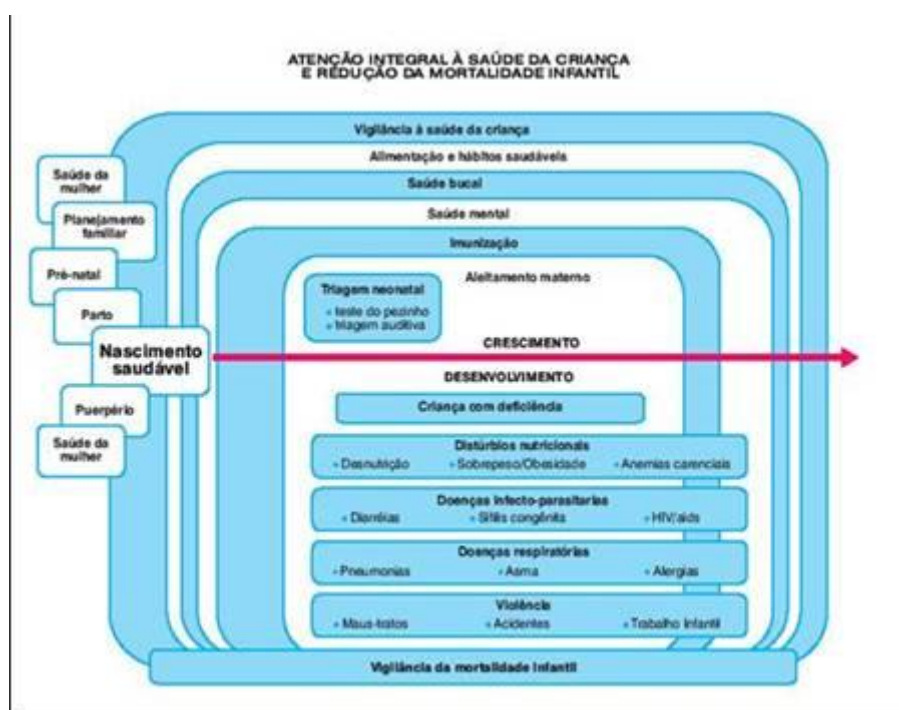 ATENÇÃO INTEGRAL À SAÚDE DA CRIANÇA
E REDUÇÃO DA MORTALIDADE INFANTIL
Vigilância à saúde da criança
Alimentação e hábitos saudáveis
Saúde bucal
Saúde mental
Imunização
Aleitamento materno
Saúde da
mulher
Planejamento
familiar
Pré-natal
Parto
Nascimento
saudável
Puerpério
Saúde da
mulher
Triagem neonatal
• teste do pezinho
• triagem auditiva
CRESCIMENTO
DESENVOLVIMENTO
Criança com deficiência
Distúrbios nutricionais
• Desnutrição • Sobrepeso/Obesidade • Anemias carenciais
Doenças infecto-parasitarias
• Diarréias • Sífilis congênita • HIV/aids
Doenças respiratórias
• Pneumonias • Asma • Alergias
Violência
• Maus-tratos • Acidentes • Trabalho Infantil
Vigilância da mortalidade Infantil